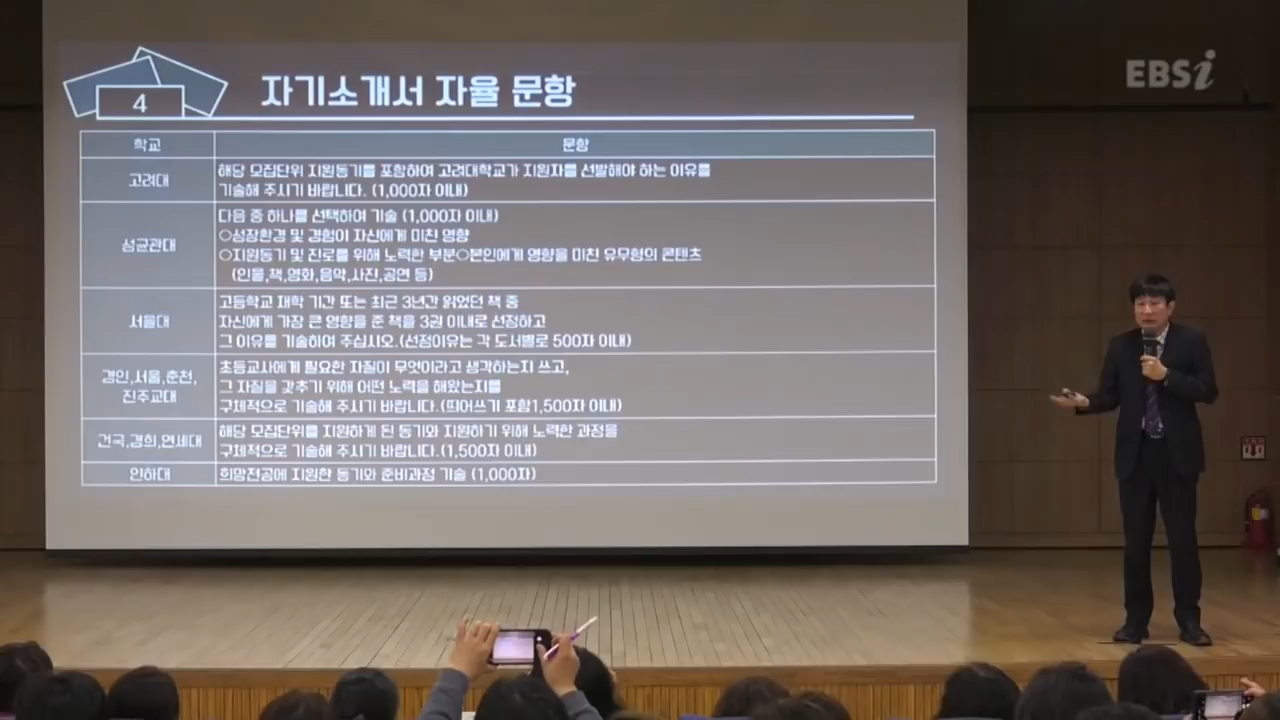 EBSi
4
자기소개서 자율 문항
학교 문항
고려대
해당 모집단위 지원동기를 포함하여 고려대학교가 지원자를 선발해야 하는 이유를
기술해 주시기 바랍니다. (1,000자 이내)
성균관대
다음 중 하나를 선택하여 기술 (1,000자 이내)
○성장환경 및 경험이 자신에게 미친 영향
○지원동기 및 진로를 위해 노력한 부분○본인에게 영향을 미친 유무형의 콘텐츠
(인물,책,영화,음악,사진,공연 등)
서울대
고등학교 재학 기간 또는 최근 3년간 읽었던 책 중
자신에게 가장 큰 영향을 준 책을 3권 이내로 선정하고
그 이유를 기술하여 주십시오.(선정이유는 각 도서별로 500자 이내)
경인,서울,춘천,
진주교대
초등교사에게 필요한 자질이 무엇이라고 생각하는지 쓰고,
그 자질을 갖추기 위해 어떤 노력을 해왔는지를
구체적으로 기술해 주시기 바랍니다.(띄어쓰기 포함1,500자 이내)
건국,경희,연세대
해당 모집단위를 지원하게 된 동기와 지원하기 위해 노력한 과정을
구체적으로 기술해 주시기 바랍니다.(1,500자 이내)
인하대
희망전공에 지원한 동기와 준비과정 기술 (1,000자)